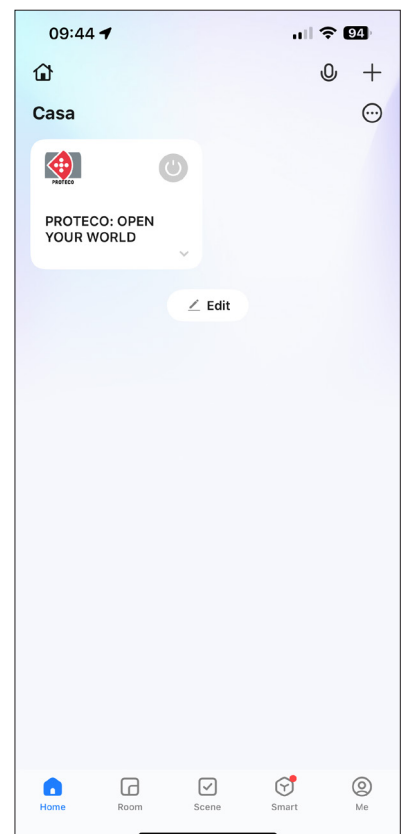 09:44
94
Casa
PROTECO
PROTECO: OPEN
YOUR WORLD
Edit
Home
Room
Scene
Smart
Me